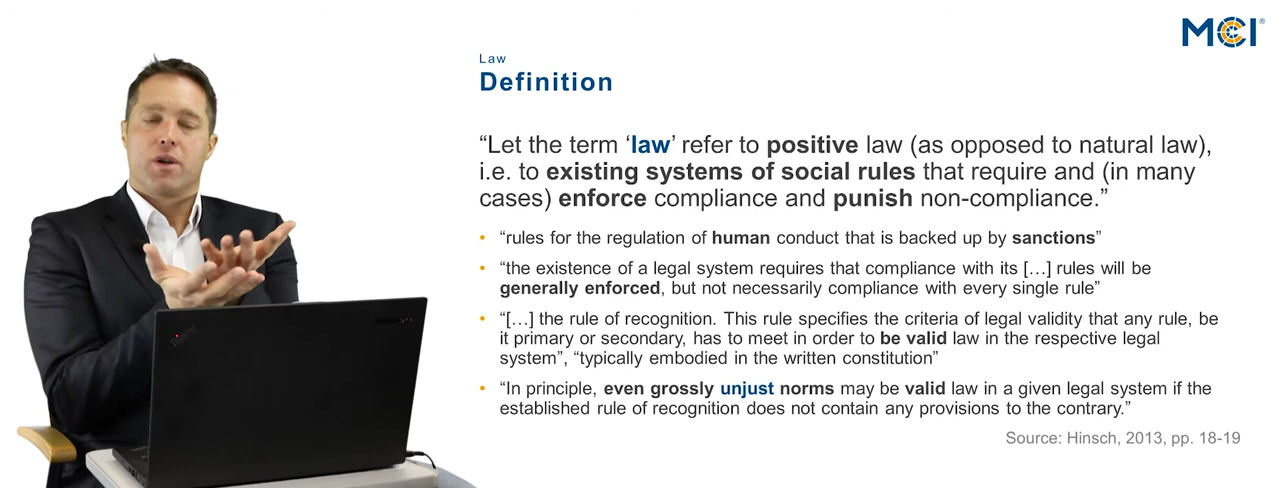 MCI®
Law
Definition
“Let the term ‘law’ refer to positive law (as opposed to natural law),
i.e. to existing systems of social rules that require and (in many
cases) enforce compliance and punish non-compliance.”
• “rules for the regulation of human conduct that is backed up by sanctions”
• “the existence of a legal system requires that compliance with its […] rules will be
generally enforced, but not necessarily compliance with every single rule”
• “[…] the rule of recognition. This rule specifies the criteria of legal validity that any rule, be
it primary or secondary, has to meet in order to be valid law in the respective legal
system”, “typically embodied in the written constitution”
• “In principle, even grossly unjust norms may be valid law in a given legal system if the
established rule of recognition does not contain any provisions to the contrary.”
Source: Hinsch, 2013, pp. 18-19